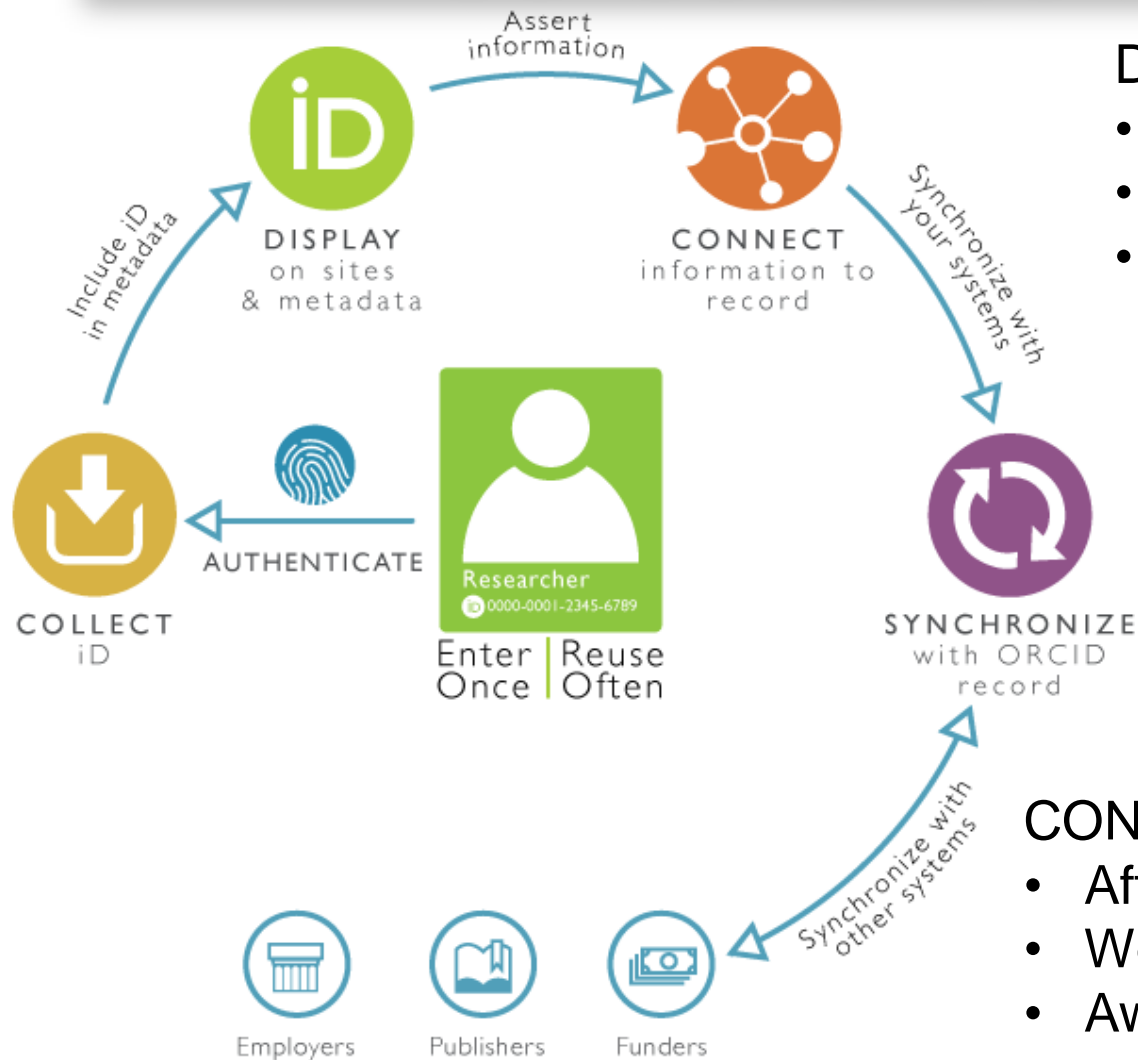 Assert
information
iD
DISPLAY
on sites
& metadata
CONNECT
information to
record
Include iD
in metadata
Synchronize with
your systems
AUTHENTICATE
COLLECT
iD
Researcher
iD 0000-0001-2345-6789
Enter Once | Reuse Often
SYNCHRONIZE
with ORCID
record
Synchronize with
other systems
Employers
Publishers
Funders
D
CON
• Af
• W
• Aw